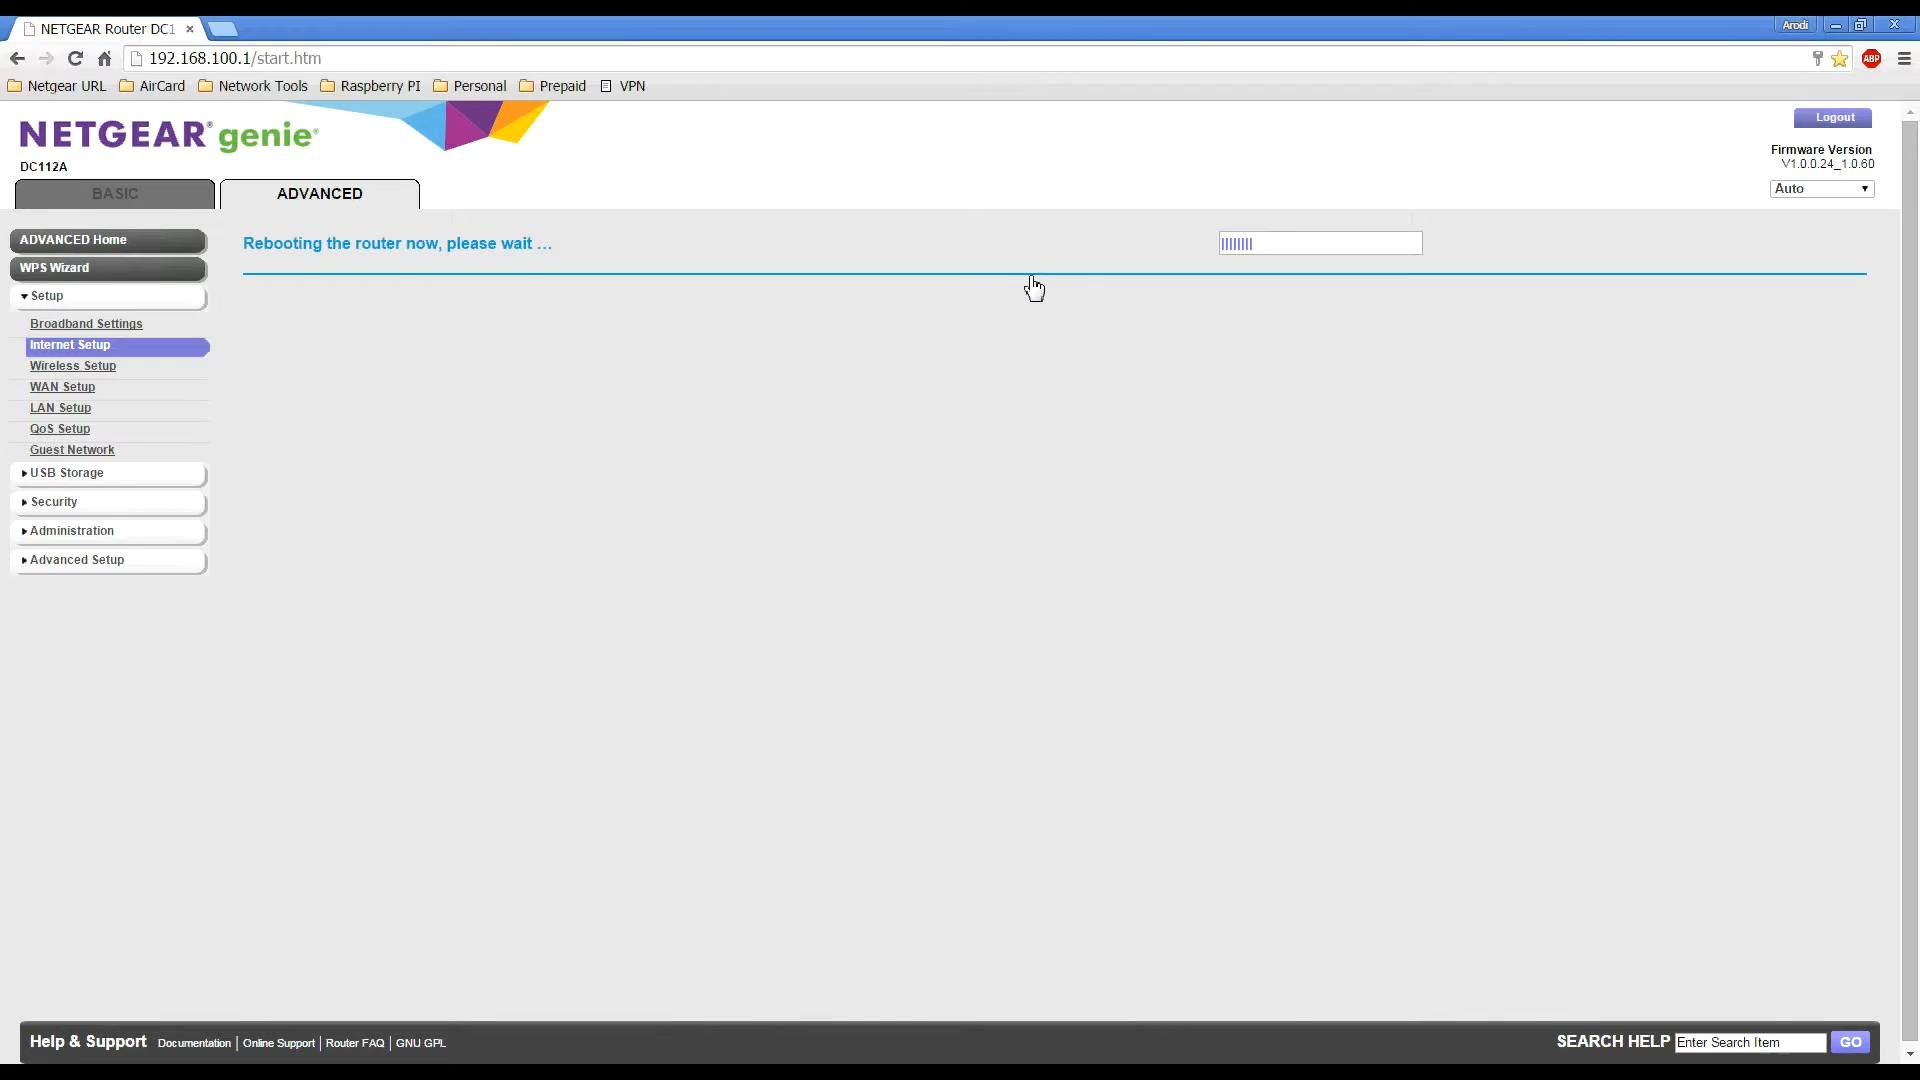 NETGEAR Router DC1
Arodi
192.168.100.1/start.htm
ABP
Netgear URL AirCard Network Tools Raspberry PI Personal Prepaid VPN
NETGEAR® genie®
Logout
DC112A
Firmware Version
V1.0.0.24_1.0.60
Auto
BASIC
ADVANCED
ADVANCED Home
WPS Wizard
Setup
Broadband Settings
Internet Setup
Wireless Setup
WAN Setup
LAN Setup
QoS Setup
Guest Network
USB Storage
Security
Administration
Advanced Setup
Rebooting the router now, please wait ...
Help & Support Documentation | Online Support | Router FAQ | GNU GPL
SEARCH HELP Enter Search Item GO